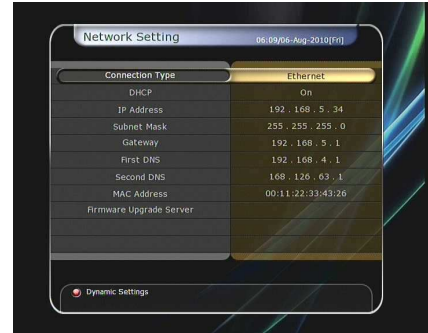 Network Setting 06:09/06-Aug-2010[Fri]
Connection Type Ethernet
DHCP On
IP Address 192 . 168 . 5 . 34
Subnet Mask 255 . 255 . 255 . 0
Gateway 192 . 168 . 5 . 1
First DNS 192 . 168 . 4 . 1
Second DNS 168 . 126 . 63 . 1
MAC Address 00:11:22:33:43:26
Firmware Upgrade Server
Dynamic Settings